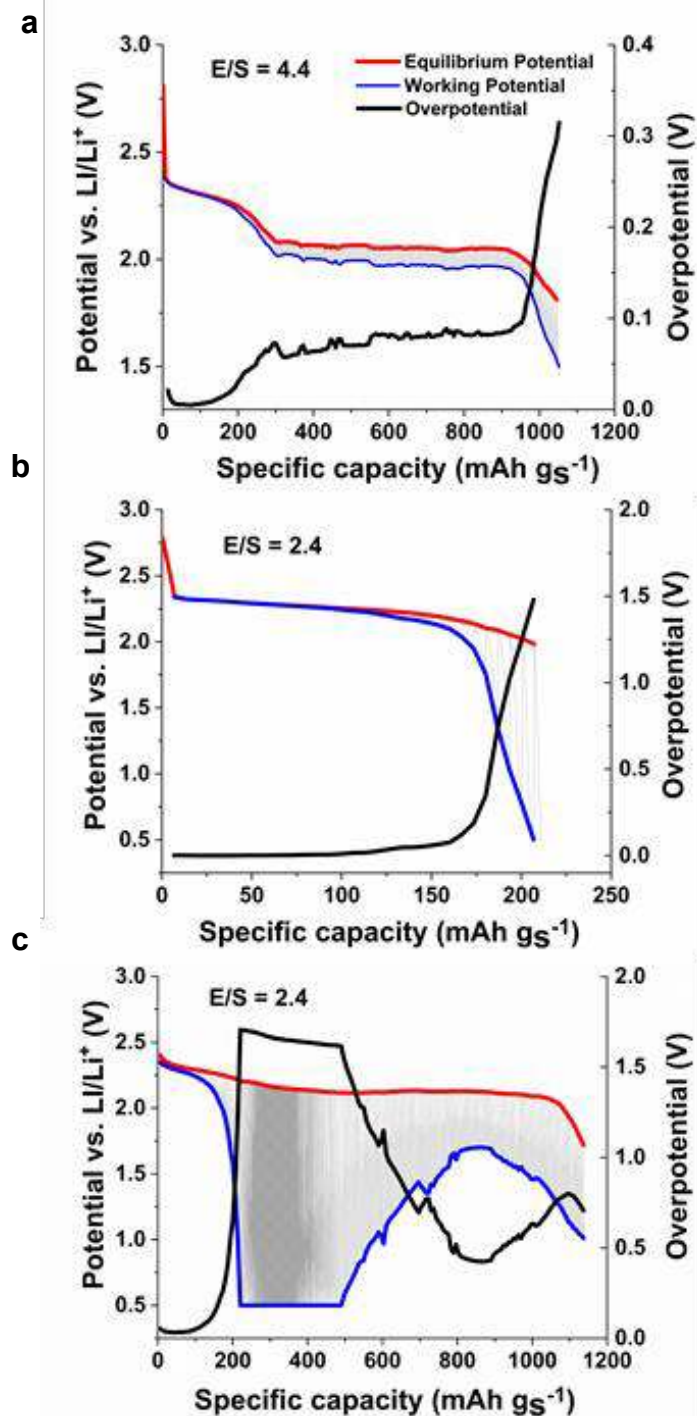 a
E/S = 4.4
Equilibrium Potential
Working Potential
Overpotential
Potential vs. LI/Li⁺ (V)
3.0
2.5
2.0
1.5
0.4
0.3
0.2
0.1
0.0
Overpotential (V)
0 200 400 600 800 1000 1200
Specific capacity (mAh gs⁻¹)
b
E/S = 2.4
Potential vs. LI/Li⁺ (V)
3.0
2.5
2.0
1.5
1.0
0.5
2.0
1.5
1.0
0.5
0.0
Overpotential (V)
0 50 100 150 200 250
Specific capacity (mAh gs⁻¹)
c
E/S = 2.4
Potential vs. LI/Li⁺ (V)
3.0
2.5
2.0
1.5
1.0
0.5
2.0
1.5
1.0
0.5
0.0
Overpotential (V)
0 200 400 600 800 1000
Specific capacity (mAh gs⁻¹)